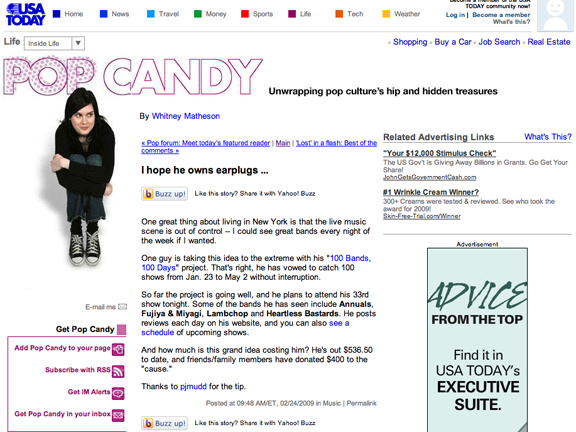 Become a member of the USA
TODAY community now!
Log in | Become a member
What's this?
USA
TODAY
Home
News
Travel
Money
Sports
Life
Tech
Weather
Life
Inside Life
Shopping
Buy a Car
Job Search
Real Estate
POP CANDY
Unwrapping pop culture's hip and hidden treasures
By Whitney Matheson
« Pop forum: Meet today's featured reader | Main | 'Lost' in a flash: Best of the
comments »
I hope he owns earplugs ...
Buzz up!
Like this story? Share it with Yahoo! Buzz
One great thing about living in New York is that the live music
scene is out of control -- I could see great bands every night of
the week if I wanted.
One guy is taking this idea to the extreme with his "100 Bands,
100 Days" project. That's right, he has vowed to catch 100
shows from Jan. 23 to May 2 without interruption.
So far the project is going well, and he plans to attend his 33rd
show tonight. Some of the bands he has seen include Annuals,
Fujiya & Miyagi, Lambchop and Heartless Bastards. He posts
reviews each day on his website, and you can also see a
schedule of upcoming shows.
And how much is this grand idea costing him? He's out $536.50
to date, and friends/family members have donated $400 to the
"cause."
Thanks to pjmudd for the tip.
Posted at 09:48 AM/ET, 02/24/2009 in Music | Permalink
Buzz up!
Like this story? Share it with Yahoo! Buzz
E-mail me
Get Pop Candy
Add Pop Candy to your page
Subscribe with RSS
Get IM Alerts
Get Pop Candy in your inbox
Related Advertising Links
What's This?
"Your $12,000 Stimulus Check"
The US Gov't Is Giving Away Billions in Grants. Go Get Your
Share!
JohnGetsGovernmentCash.com
#1 Wrinkle Cream Winner?
300+ Creams were tested & reviewed. See who took the
award for 2009!
Skin-Free-Trial.com/Winner
Advertisement
ADVICE
FROM THE TOP
Find it in
USA TODAY's
EXECUTIVE
SUITE.